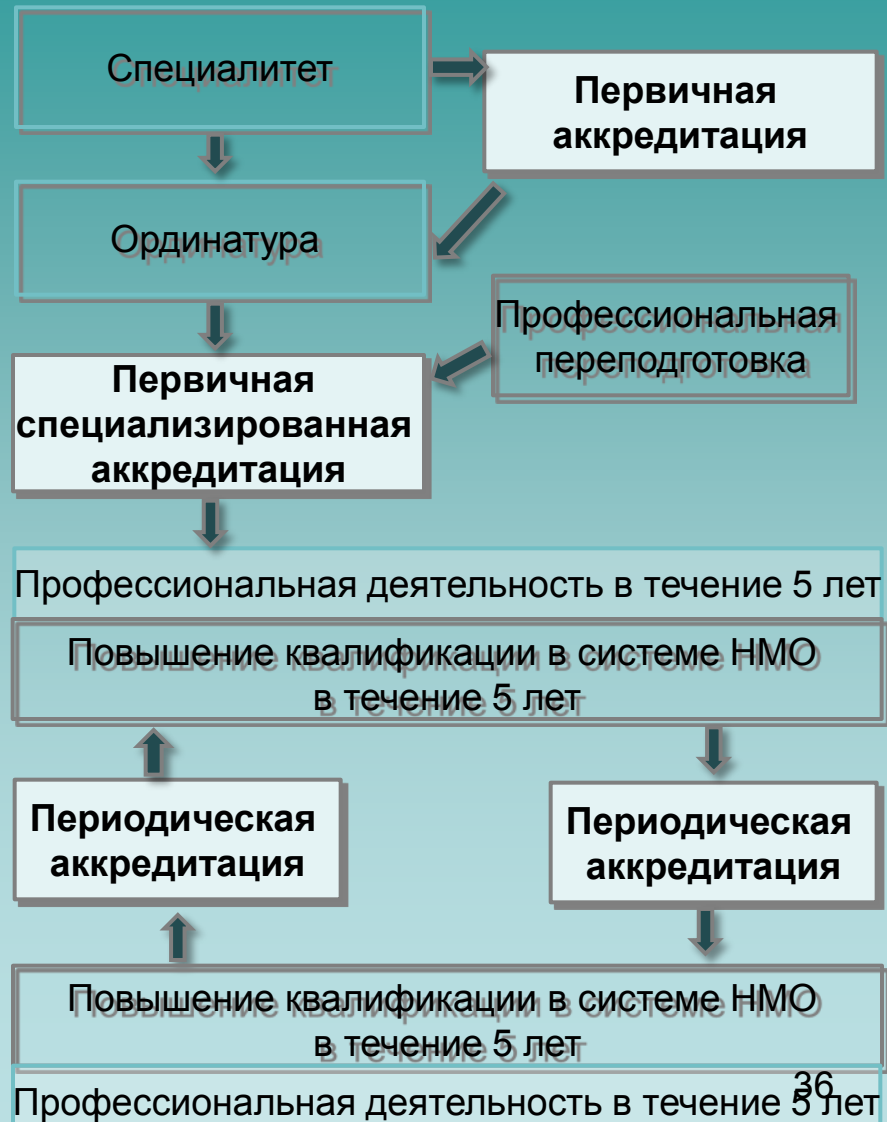 Специалитет
Первичная
аккредитация
Ординатура
Профессиональная
переподготовка
Первичная
специализированная
аккредитация
Профессиональная деятельность в течение 5 лет
Повышение квалификации в системе НМО
в течение 5 лет
Периодическая
аккредитация
Периодическая
аккредитация
Повышение квалификации в системе НМО
в течение 5 лет
36
Профессиональная деятельность в течение 5 лет